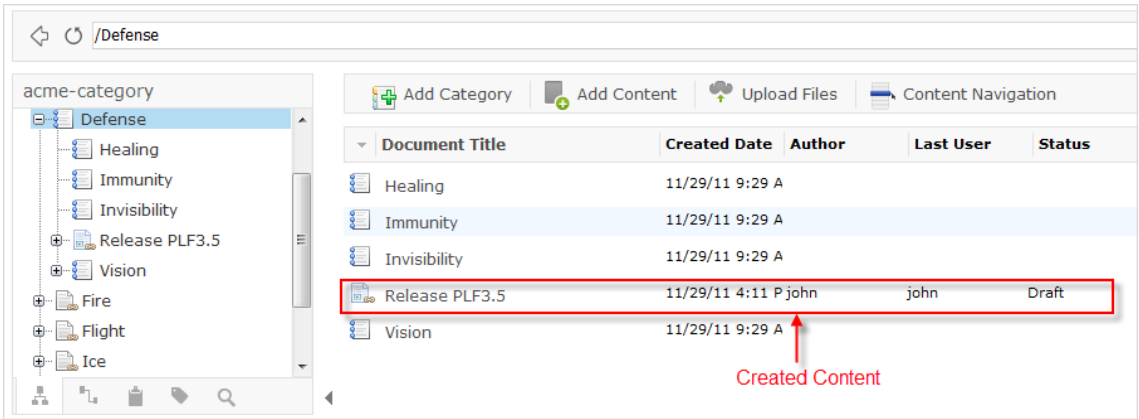 /Defense
acme-category
Defense
Healing
Immunity
Invisibility
Release PLF3.5
Vision
Fire
Flight
Ice
Add Category Add Content Upload Files Content Navigation
Document Title Created Date Author Last User Status
Healing 11/29/11 9:29 A
Immunity 11/29/11 9:29 A
Invisibility 11/29/11 9:29 A
Release PLF3.5 11/29/11 4:11 P john john Draft
Vision 11/29/11 9:29 A
Created Content